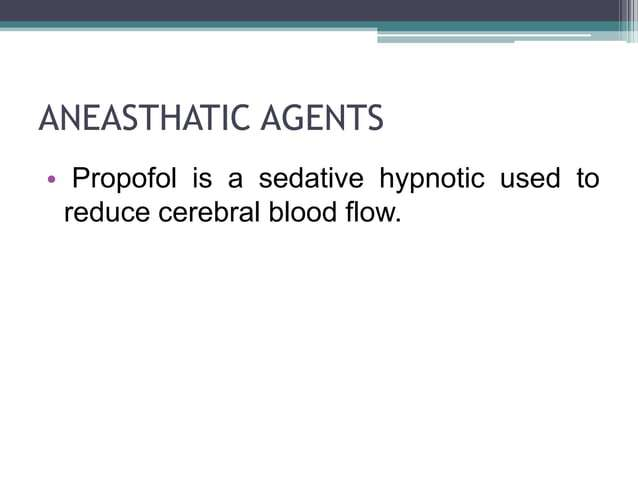 ANEASTHATIC AGENTS
• Propofol is a sedative hypnotic used to
reduce cerebral blood flow.